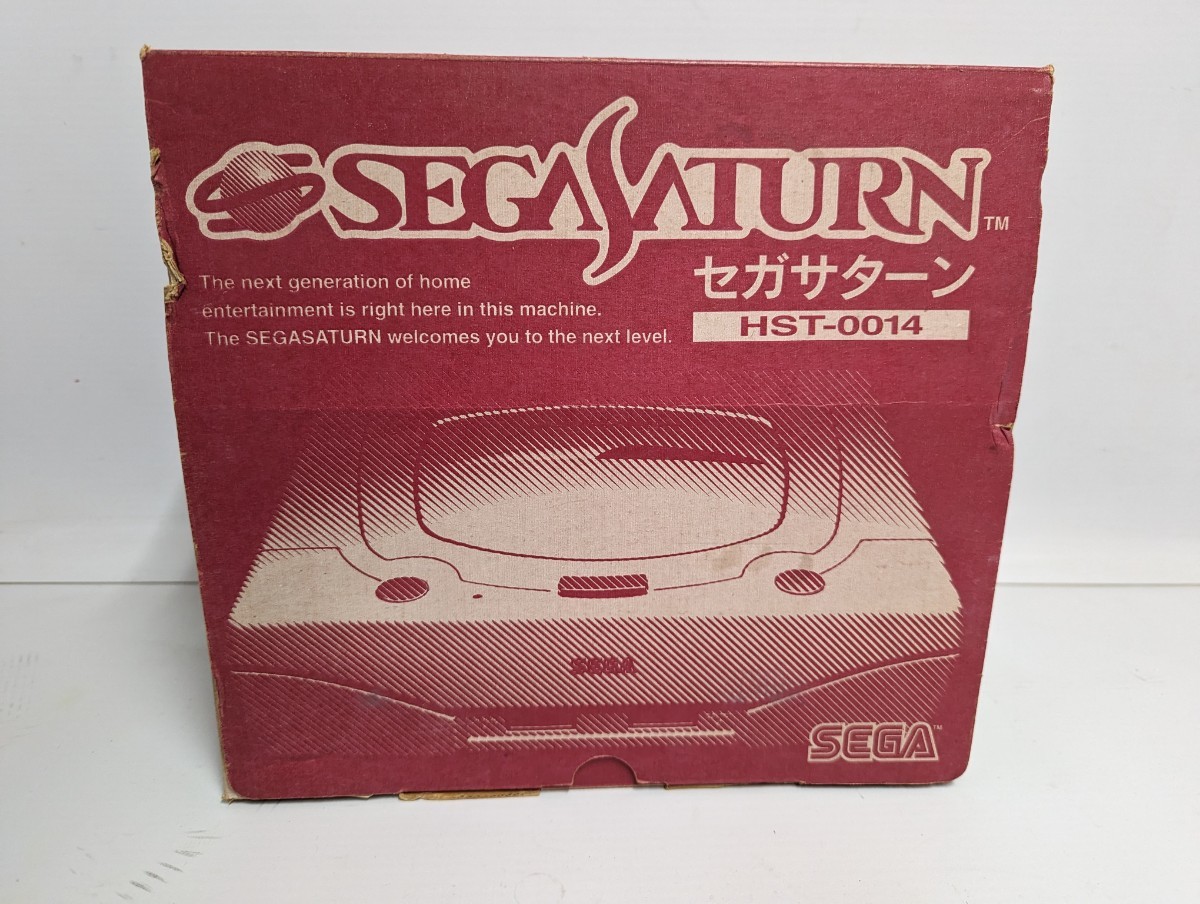 SEGASATURN™
The next generation of home
entertainment is right here in this machine.
The SEGASATURN welcomes you to the next level.
セガサターン
HST-0014
SEGA
SEGA™